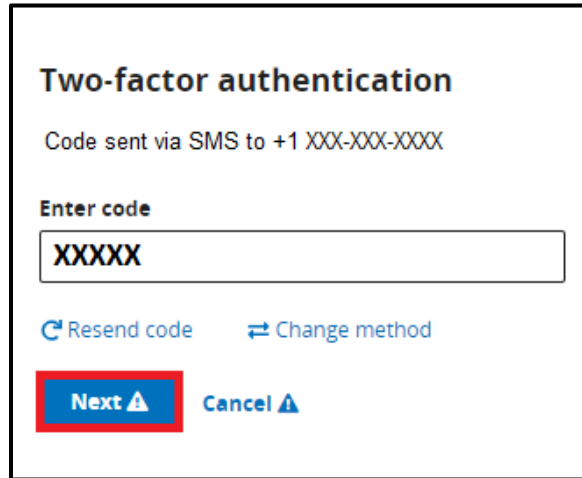 Two-factor authentication
Code sent via SMS to +1 XXX-XXX-XXXX
Enter code
XXXXX
Resend code Change method
Next Cancel